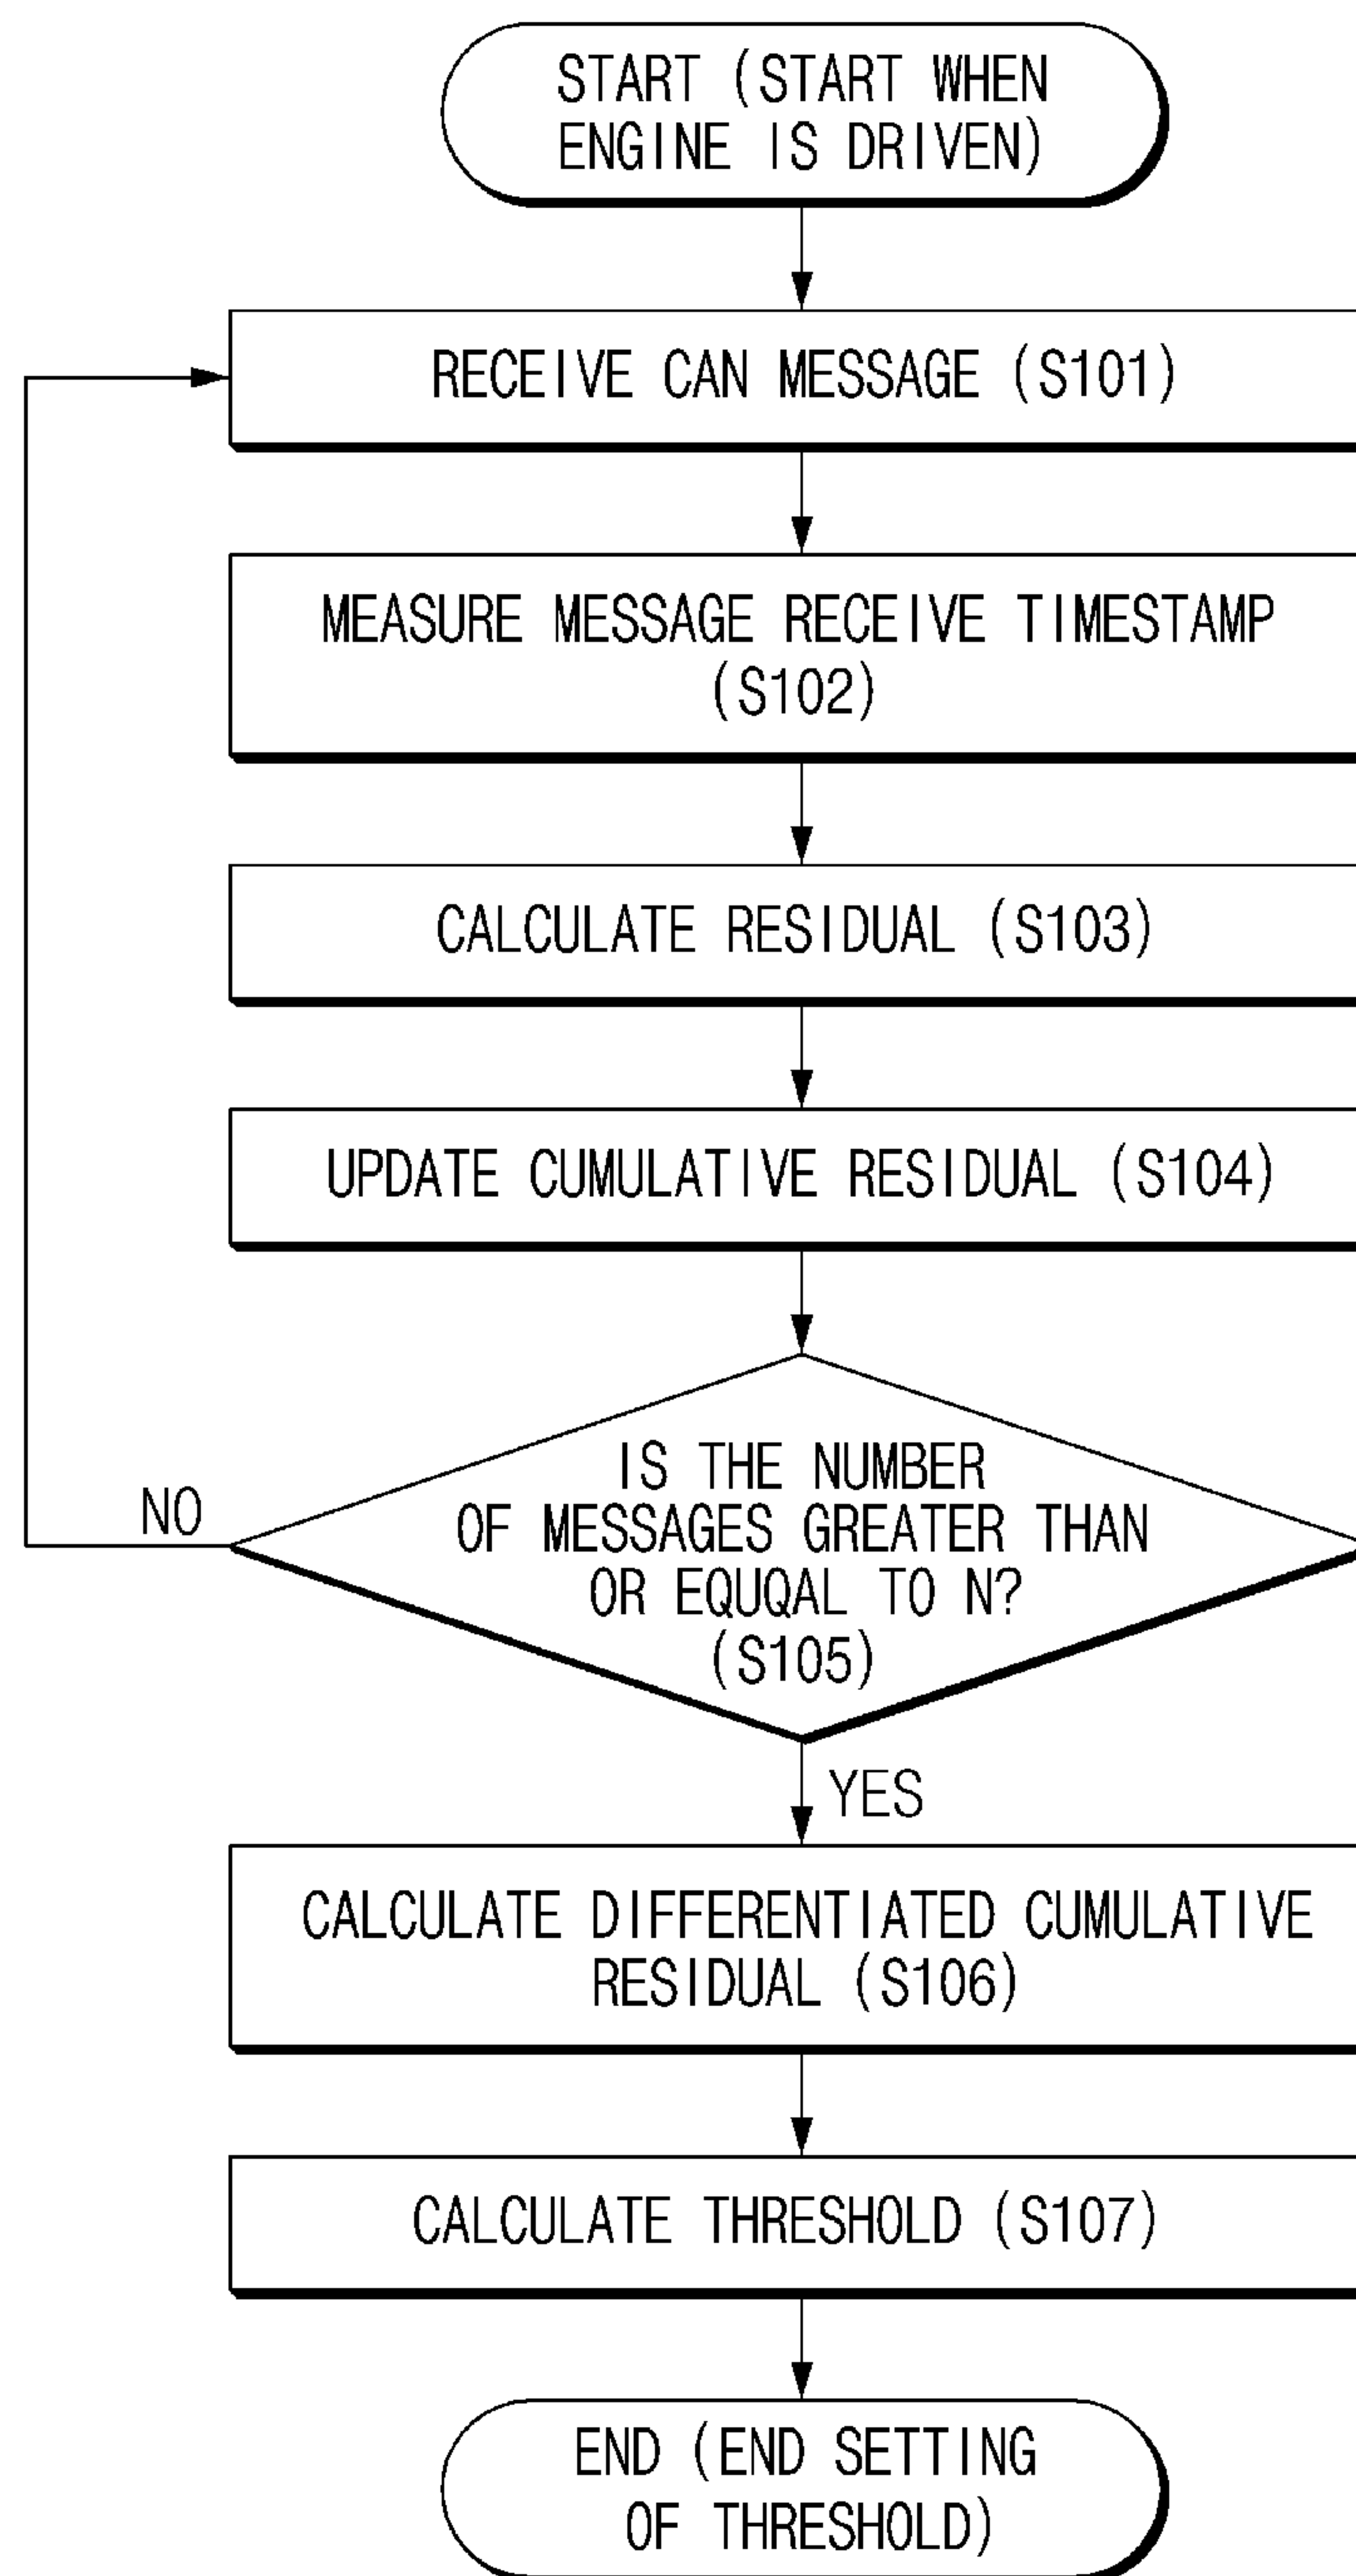 START (START WHEN
ENGINE IS DRIVEN)
RECEIVE CAN MESSAGE (S101)
MEASURE MESSAGE RECEIVE TIMESTAMP
(S102)
CALCULATE RESIDUAL (S103)
UPDATE CUMULATIVE RESIDUAL (S104)
IS THE NUMBER
OF MESSAGES GREATER THAN
OR EQUQAL TO N?
(S105)
NO
YES
CALCULATE DIFFERENTIATED CUMULATIVE
RESIDUAL (S106)
CALCULATE THRESHOLD (S107)
END (END SETTING
OF THRESHOLD)